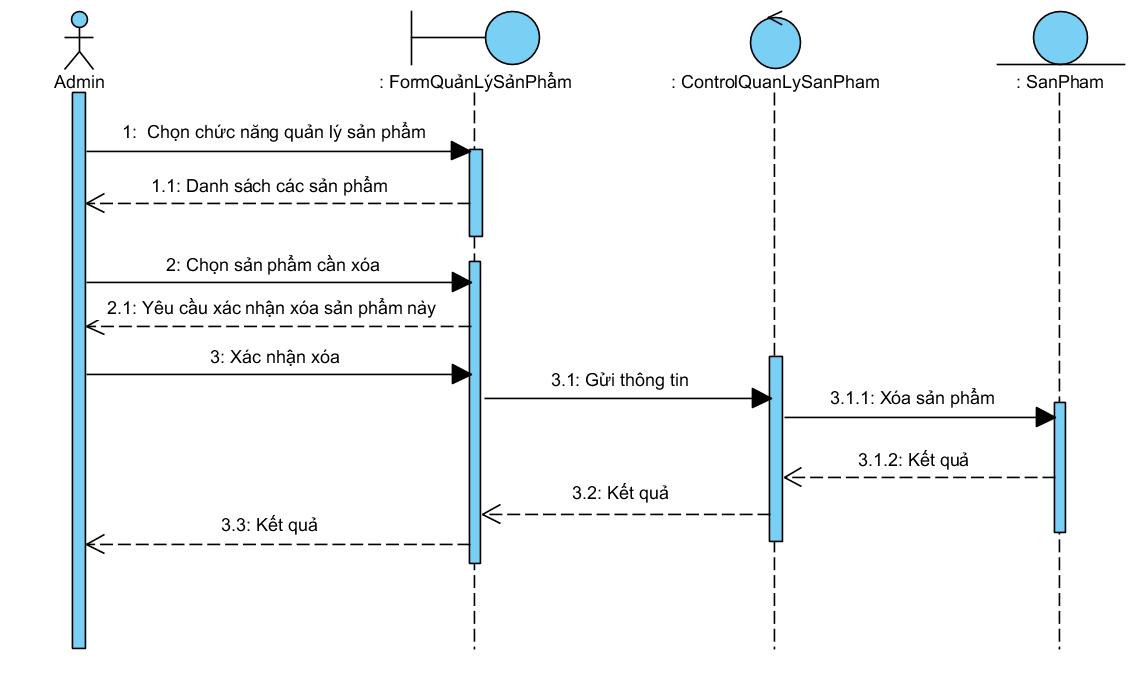 Admin
: FormQuảnLýSảnPhẩm
: ControlQuanLySanPham
: SanPham
1:  Chọn chức năng quản lý sản phẩm
1.1: Danh sách các sản phẩm
2: Chọn sản phẩm cần xóa
2.1: Yêu cầu xác nhận xóa sản phẩm này
3: Xác nhận xóa
3.1: Gửi thông tin
3.1.1: Xóa sản phẩm
3.1.2: Kết quả
3.2: Kết quả
3.3: Kết quả